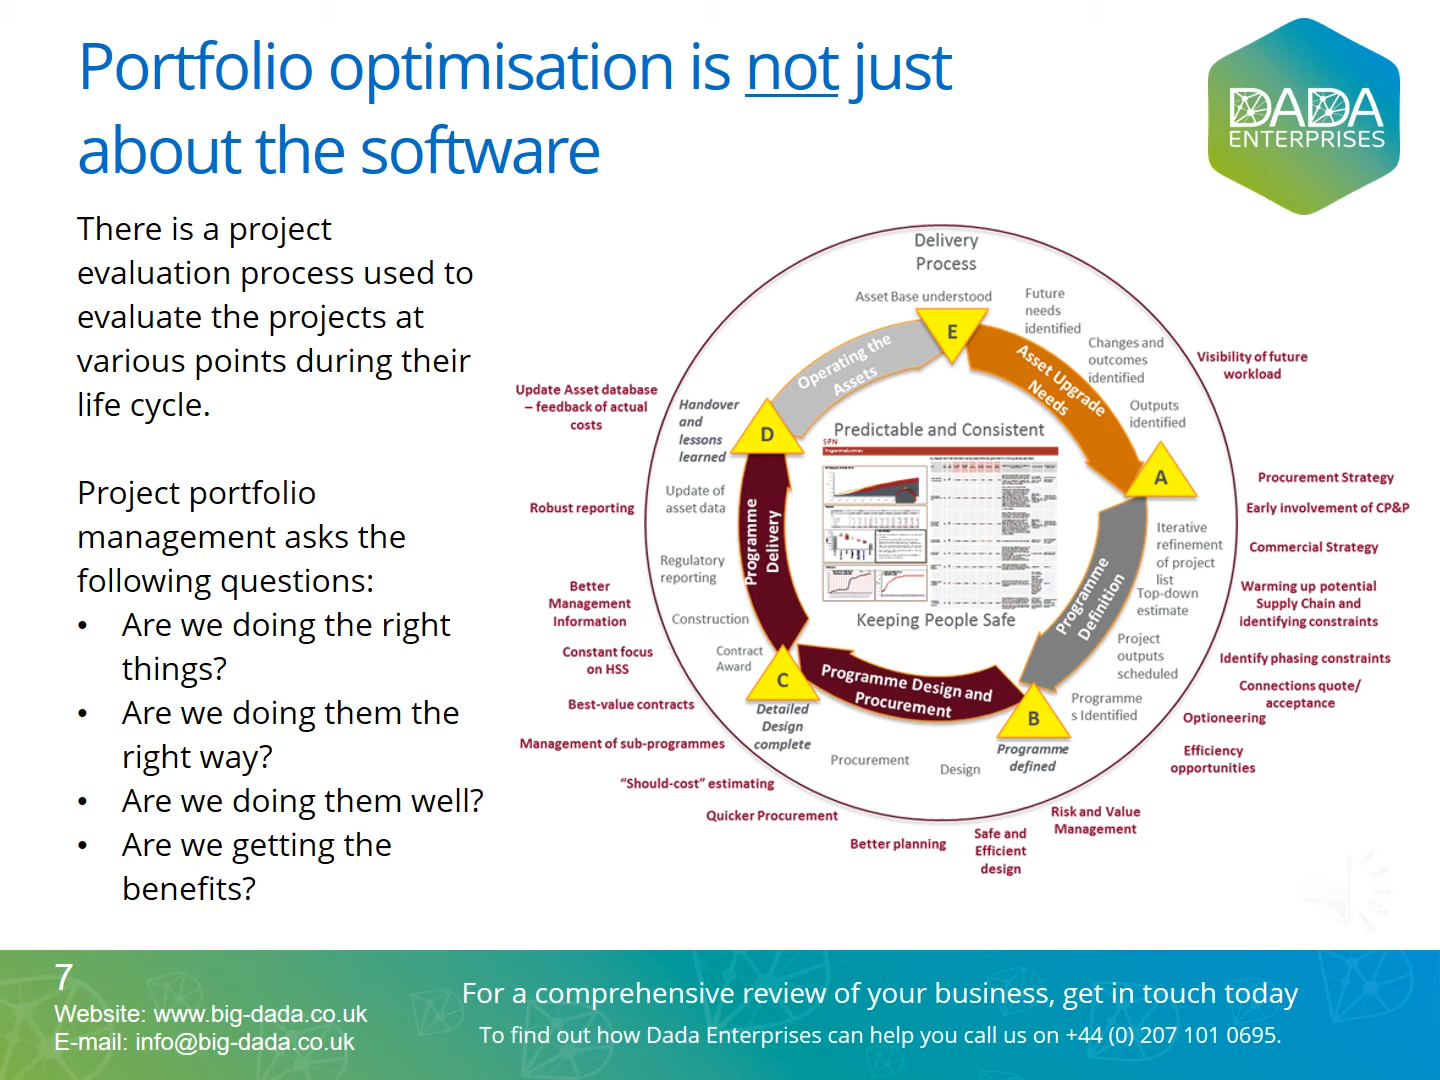 Portfolio optimisation is not just
about the software
DADA
ENTERPRISES
There is a project
evaluation process used to
evaluate the projects at
various points during their
life cycle.
Project portfolio
management asks the
following questions:
• Are we doing the right
things?
• Are we doing them the
right way?
• Are we doing them well?
• Are we getting the
benefits?
Delivery
Process
Asset Base understood
Future
needs
identified
Changes and
outcomes
identified
Outputs
identified
E
Operating the
Assets
Asset Upgrade
Needs
Visibility of future
workload
Update Asset database
– feedback of actual
costs
Handover
and
lessons
learned
D
Predictable and Consistent
SPN
Programme Summary
A
Procurement Strategy
Early involvement of CP&P
Commercial Strategy
Warming up potential
Supply Chain and
identifying constraints
Identify phasing constraints
Connections quote/
acceptance
Optioneering
Efficiency
opportunities
Iterative
refinement
of project
list
Top-down
estimate
Project
outputs
scheduled
Programme
s Identified
Programme
Definition
Robust reporting
Update of
asset data
Regulatory
reporting
Programme
Delivery
Better
Management
Information
Construction
Keeping People Safe
Constant focus
on HSS
Contract
Award
C
Programme Design and
Procurement
B
Best-value contracts
Detailed
Design
complete
Programme
defined
Management of sub-programmes
Procurement
Design
“Should-cost” estimating
Quicker Procurement
Better planning
Safe and
Efficient
design
Risk and Value
Management
7
Website: www.big-dada.co.uk
E-mail: info@big-dada.co.uk
For a comprehensive review of your business, get in touch today
To find out how Dada Enterprises can help you call us on +44 (0) 207 101 0695.